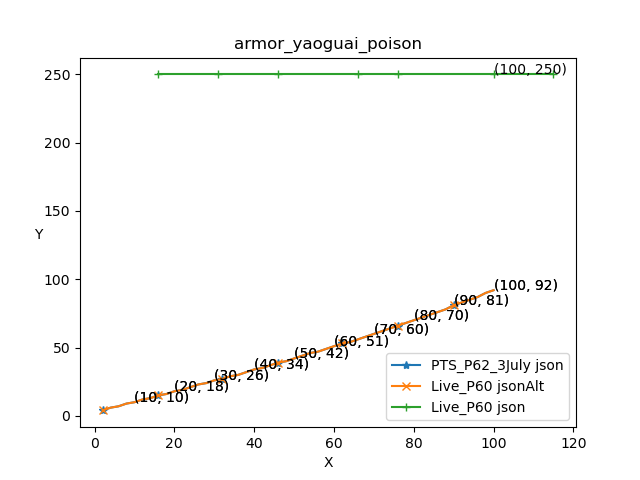 armor_yaoguai_poison
250
200
150
100
50
0
Y
(100, 250)
(100, 92)
(90, 81)
(80, 70)
(70, 60)
(60, 51)
(50, 42)
(40, 34)
(30, 26)
(20, 18)
(10, 10)
PTS_P62_3July json
Live_P60 jsonAlt
Live_P60 json
0 20 40 60 80 100 120
X